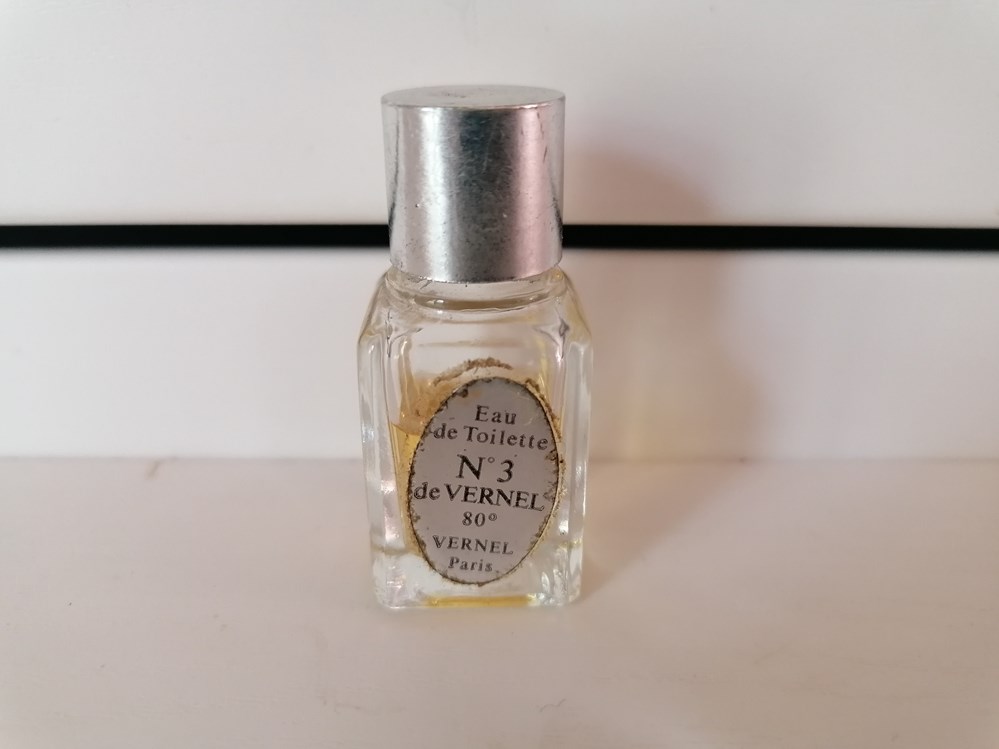 Eau
de Toilette
N° 3
de VERNEL
80°
VERNEL
Paris